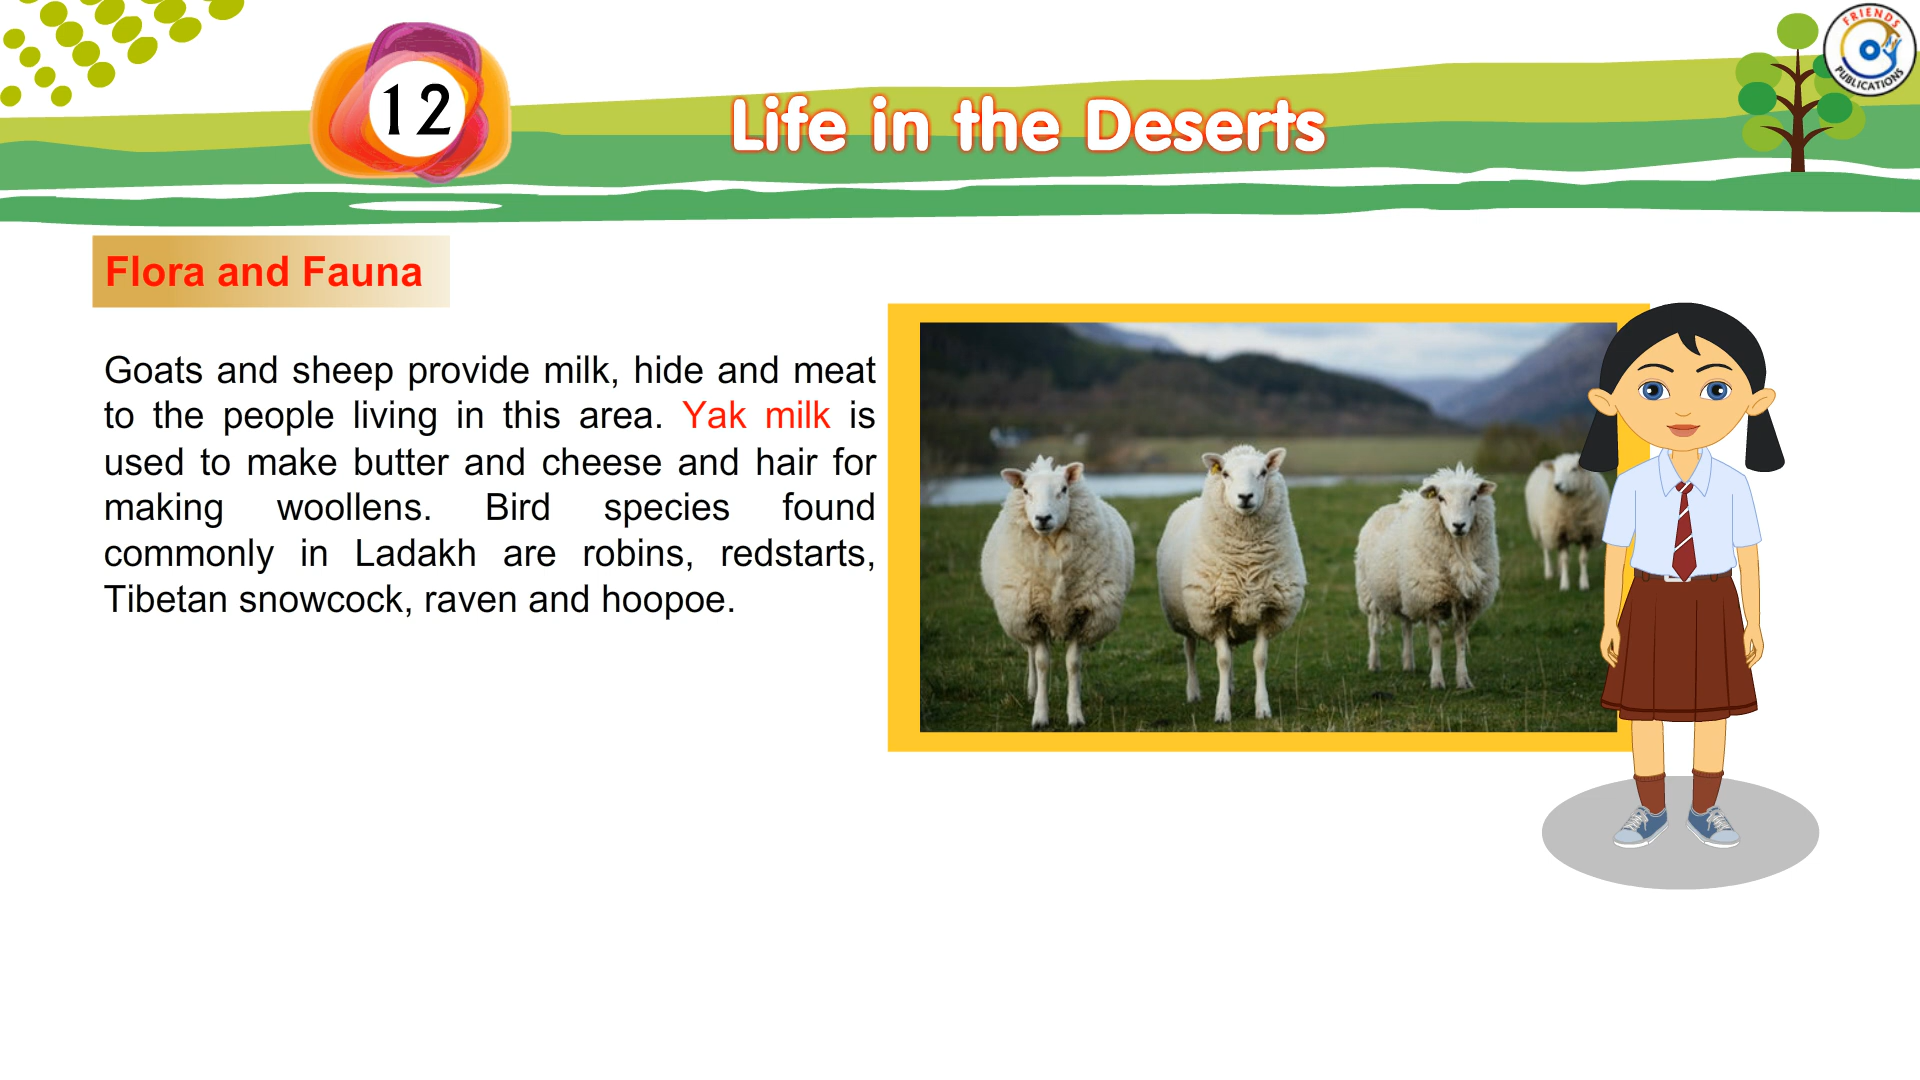 12
Life in the Deserts
FRIENDS
PUBLICATIONS
Flora and Fauna
Goats and sheep provide milk, hide and meat
to the people living in this area. Yak milk is
used to make butter and cheese and hair for
making woollens. Bird species found
commonly in Ladakh are robins, redstarts,
Tibetan snowcock, raven and hoopoe.